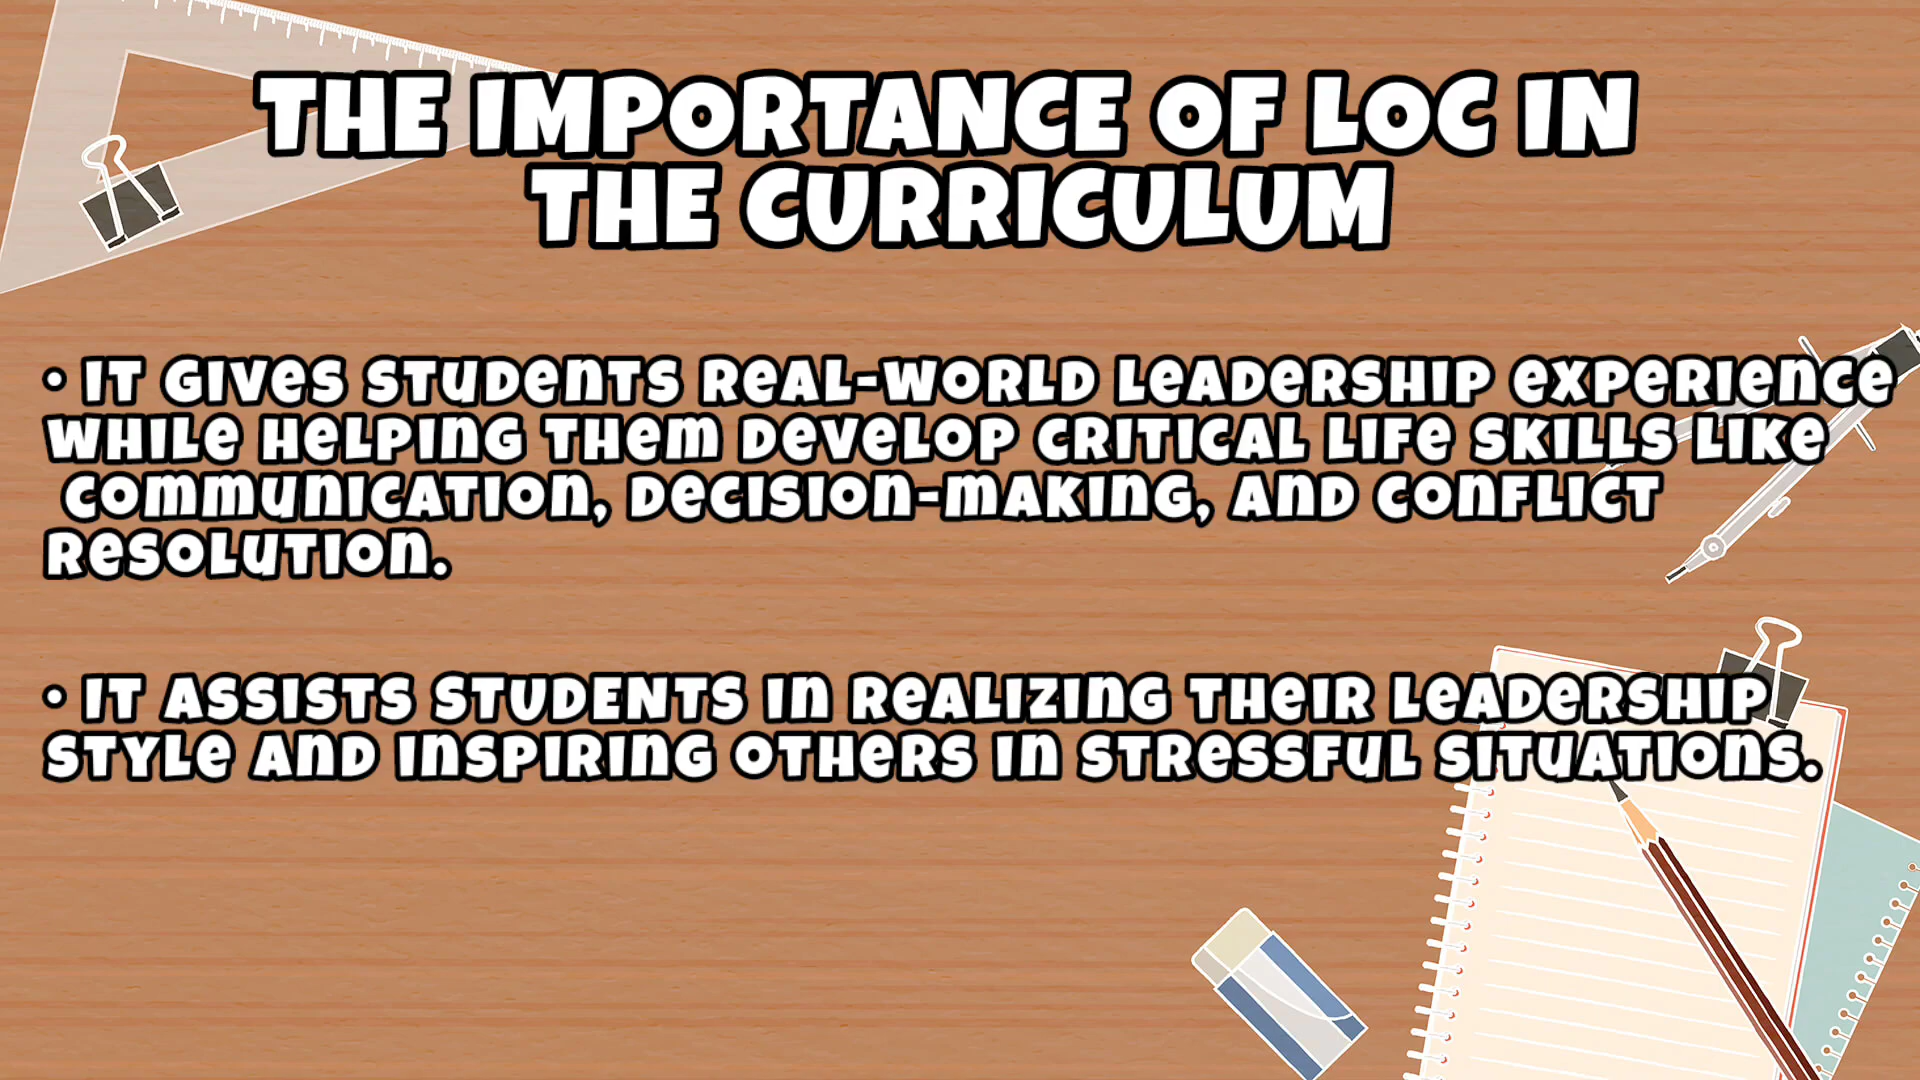 THE IMPORTANCE OF LOC IN
THE CURRICULUM
• IT GIVES STUDENTS REAL-WORLD LEADERSHIP EXPERIENCE
WHILE HELPING THEM DEVELOP CRITICAL LIFE SKILLS LIKE
COMMUNICATION, DECISION-MAKING, AND CONFLICT
RESOLUTION.
• IT ASSISTS STUDENTS IN REALIZING THEIR LEADERSHIP
STYLE AND INSPIRING OTHERS IN STRESSFUL SITUATIONS.